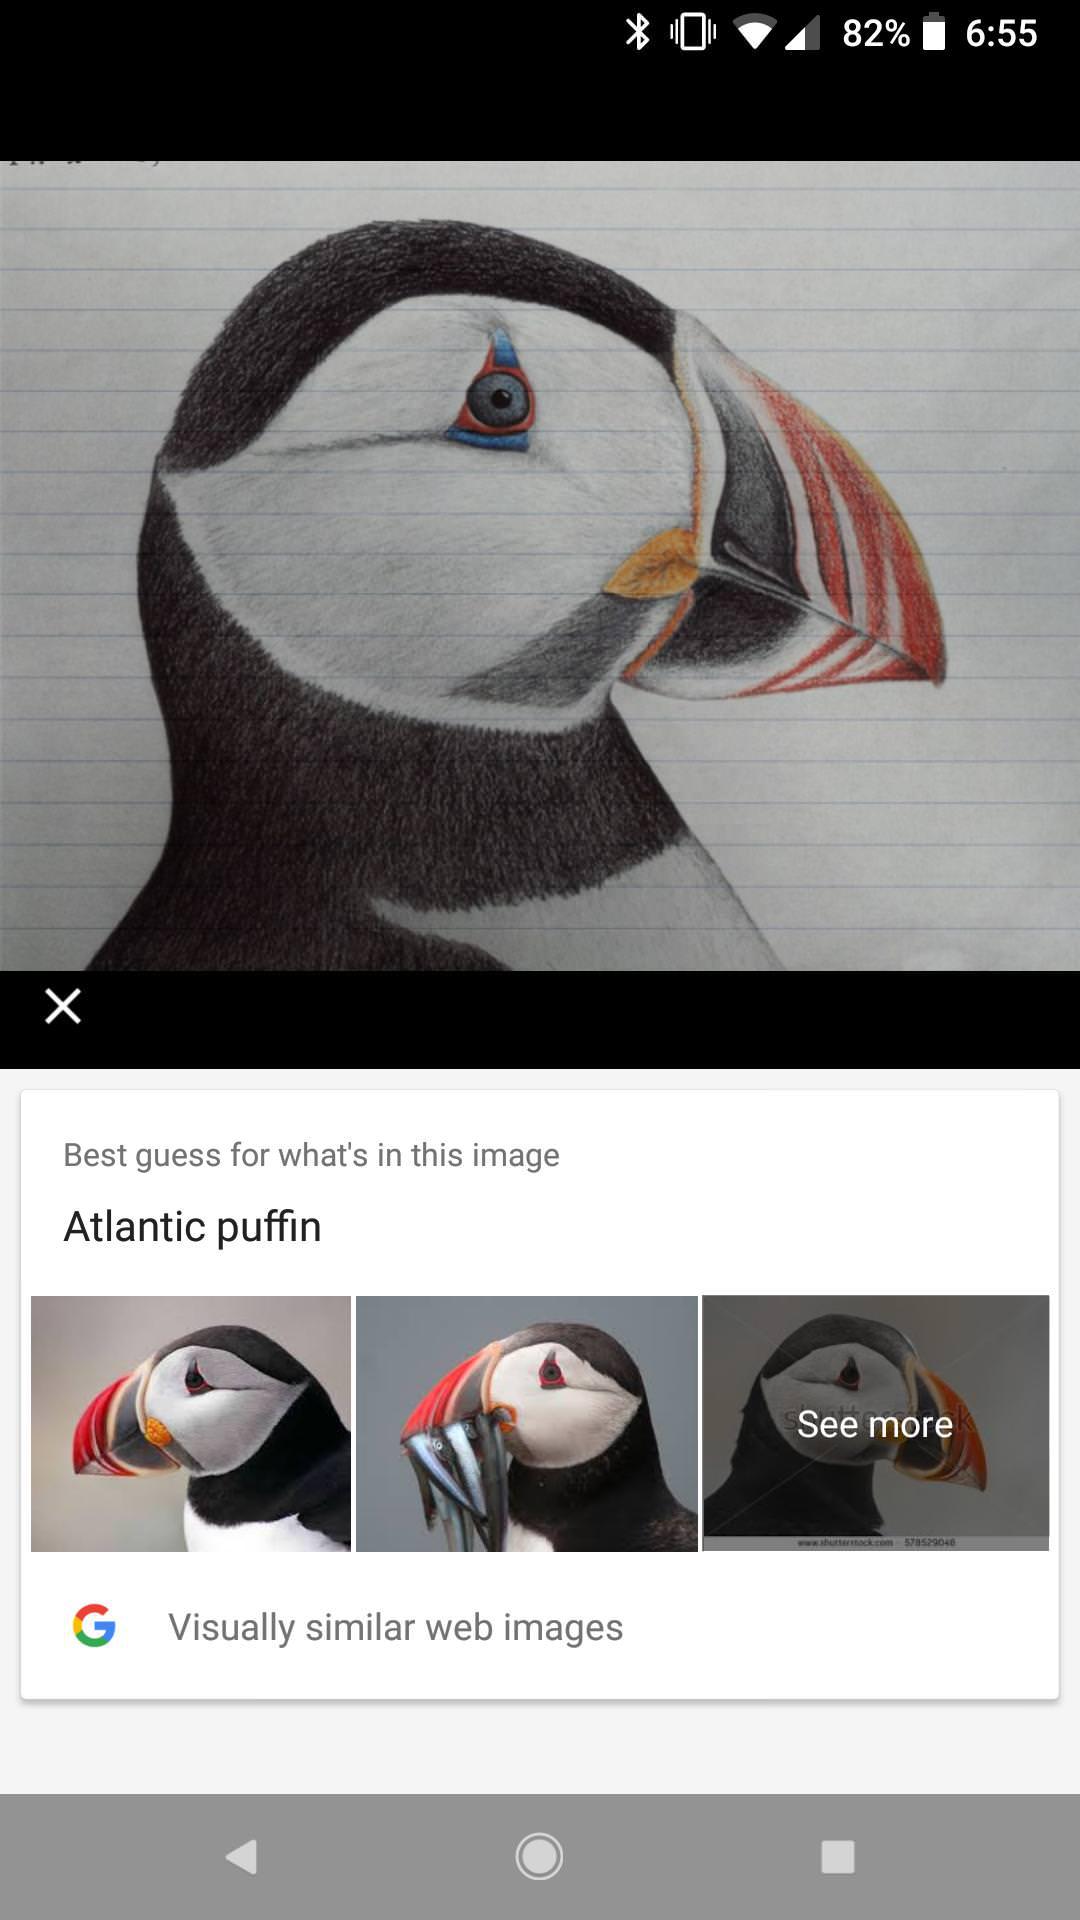 82% 6:55
Best guess for what's in this image
Atlantic puffin
shutterstock
See more
www.shutterstock.com · 578529048
Visually similar web images